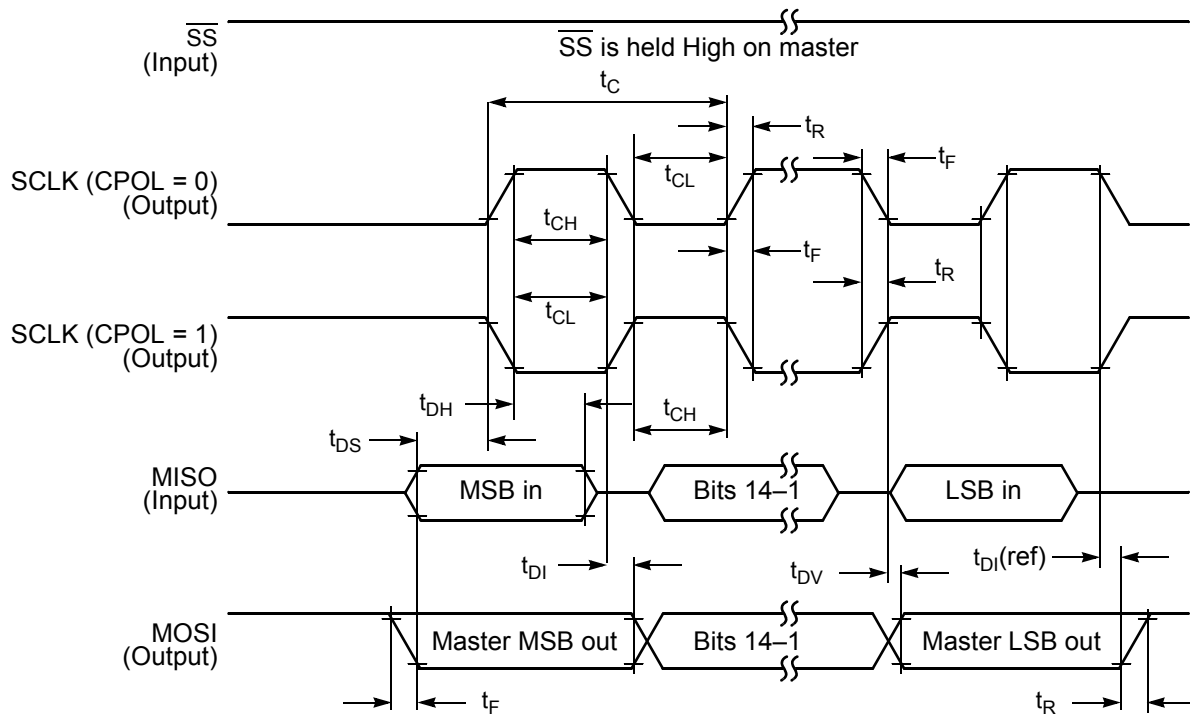 SS
(Input)
SS is held High on master
tC
tR
tF
SCLK (CPOL = 0)
(Output)
tCL
tCH
tF
tR
tCL
SCLK (CPOL = 1)
(Output)
tDH
tCH
tDS
MISO
(Input)
MSB in
Bits 14–1
LSB in
tDI
tDV
tDI(ref)
MOSI
(Output)
Master MSB out
Bits 14–1
Master LSB out
tF
tR